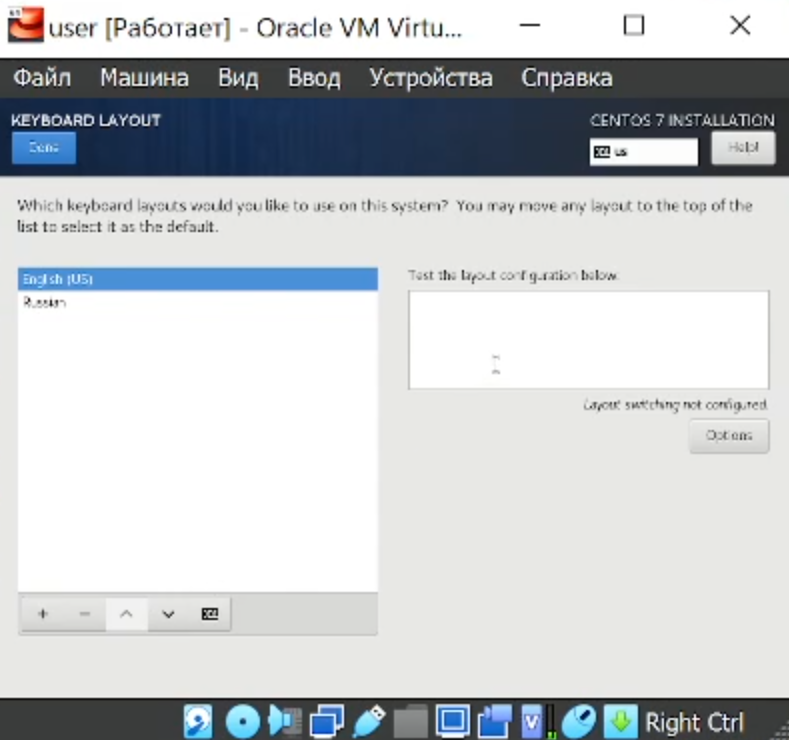 user [Работает] - Oracle VM Virtu...
Файл Машина Вид Ввод Устройства Справка
KEYBOARD LAYOUT
CENTOS 7 INSTALLATION
Done
us
Help!
Which keyboard layouts would you like to use on this system? You may move any layout to the top of the
list to select it as the default.
English (US)
Russian
Test the layout configuration below:
Layout switching not configured.
Options
Right Ctrl